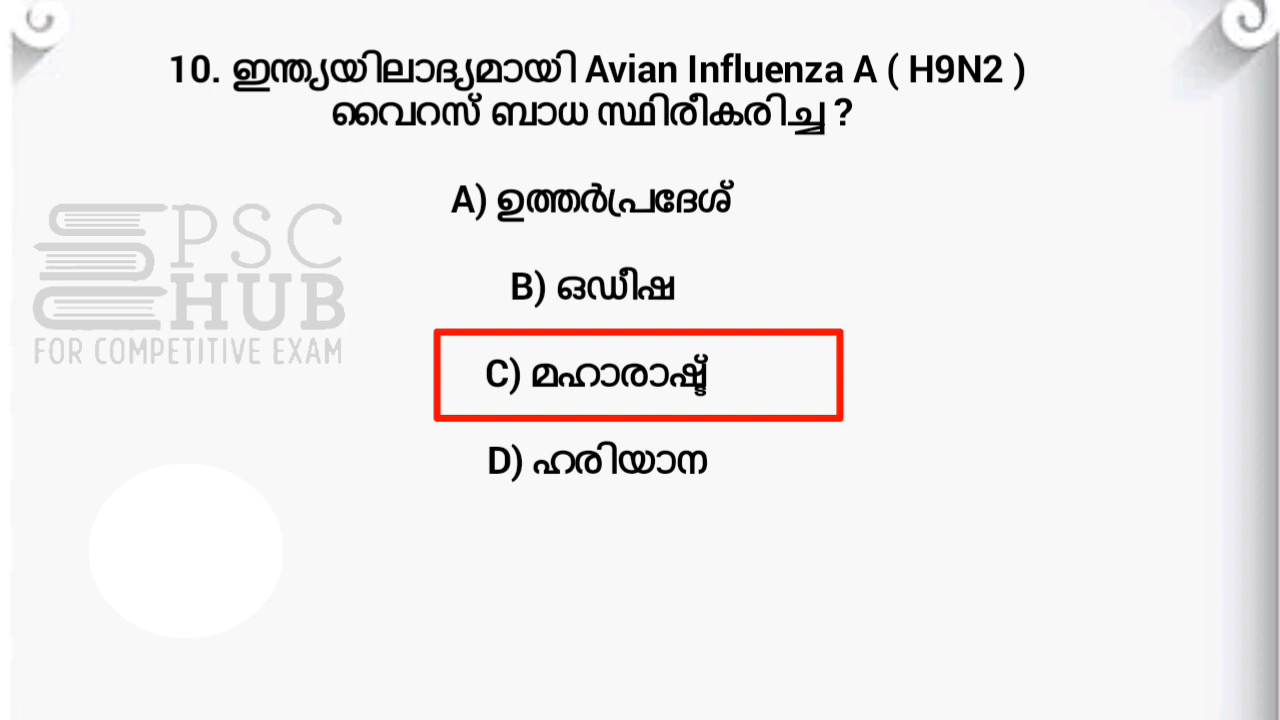 10. ഇന്ത്യയിലാദ്യമായി Avian Influenza A ( H9N2 )
വൈറസ് ബാധ സ്ഥിരീകരിച്ച ?
A) ഉത്തർപ്രദേശ്
PSC
B) ഒഡീഷ
HUB
FOR COMPETITIVE EXAM
C) മഹാരാഷ്ട്ര
D) ഹരിയാന